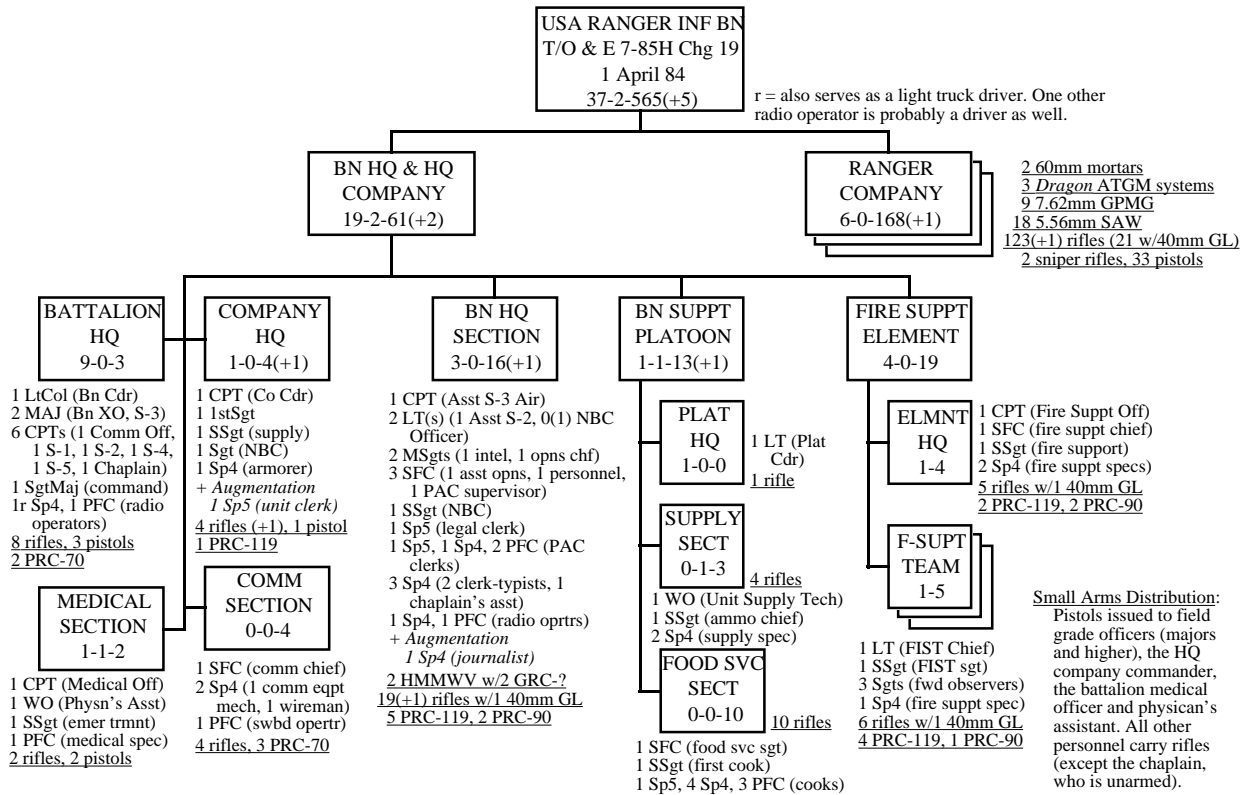 USA RANGER INF BN
T/O & E 7-85H Chg 19
1 April 84
37-2-565(+5)
r = also serves as a light truck driver. One other
radio operator is probably a driver as well.
BN HQ & HQ
COMPANY
19-2-61(+2)
RANGER
COMPANY
6-0-168(+1)
2 60mm mortars
3 Dragon ATGM systems
9 7.62mm GPMG
18 5.56mm SAW
123(+1) rifles (21 w/40mm GL)
2 sniper rifles, 33 pistols
BATTALION
HQ
9-0-3
1 LtCol (Bn Cdr)
2 MAJ (Bn XO, S-3)
6 CPTs (1 Comm Off,
1 S-1, 1 S-2, 1 S-4,
1 S-5, 1 Chaplain)
1 SgtMaj (command)
1r Sp4, 1 PFC (radio
operators)
8 rifles, 3 pistols
2 PRC-70
COMPANY
HQ
1-0-4(+1)
1 CPT (Co Cdr)
1 1stSgt
1 SSgt (supply)
1 Sgt (NBC)
1 Sp4 (armorer)
+ Augmentation
1 Sp5 (unit clerk)
4 rifles (+1), 1 pistol
1 PRC-119
MEDICAL
SECTION
1-1-2
1 CPT (Medical Off)
1 WO (Physn's Asst)
1 SSgt (emer trmnt)
1 PFC (medical spec)
2 rifles, 2 pistols
COMM
SECTION
0-0-4
1 SFC (comm chief)
2 Sp4 (1 comm eqpt
mech, 1 wireman)
1 PFC (swbd opertr)
4 rifles, 3 PRC-70
BN HQ
SECTION
3-0-16(+1)
1 CPT (Asst S-3 Air)
2 LT(s) (1 Asst S-2, 0(1) NBC
Officer)
2 MSgts (1 intel, 1 opns chf)
3 SFC (1 asst opns, 1 personnel,
1 PAC supervisor)
1 SSgt (NBC)
1 Sp5 (legal clerk)
1 Sp5, 1 Sp4, 2 PFC (PAC
clerks)
3 Sp4 (2 clerk-typists, 1
chaplain's asst)
1 Sp4, 1 PFC (radio oprtrs)
+ Augmentation
1 Sp4 (journalist)
2 HMMWV w/2 GRC-?
19(+1) rifles w/1 40mm GL
5 PRC-119, 2 PRC-90
BN SUPPT
PLATOON
1-1-13(+1)
PLAT
HQ
1-0-0
1 LT (Plat
Cdr)
1 rifle
SUPPLY
SECT
0-1-3
4 rifles
1 WO (Unit Supply Tech)
1 SSgt (ammo chief)
2 Sp4 (supply spec)
FOOD SVC
SECT
0-0-10
10 rifles
1 SFC (food svc sgt)
1 SSgt (first cook)
1 Sp5, 4 Sp4, 3 PFC (cooks)
FIRE SUPPT
ELEMENT
4-0-19
ELMNT
HQ
1-4
1 CPT (Fire Suppt Off)
1 SFC (fire suppt chief)
1 SSgt (fire support)
2 Sp4 (fire suppt specs)
5 rifles w/1 40mm GL
2 PRC-119, 2 PRC-90
F-SUPT
TEAM
1-5
1 LT (FIST Chief)
1 SSgt (FIST sgt)
3 Sgts (fwd observers)
1 Sp4 (fire suppt spec)
6 rifles w/1 40mm GL
4 PRC-119, 1 PRC-90
Small Arms Distribution:
Pistols issued to field
grade officers (majors
and higher), the HQ
company commander,
the battalion medical
officer and physican's
assistant. All other
personnel carry rifles
(except the chaplain,
who is unarmed).